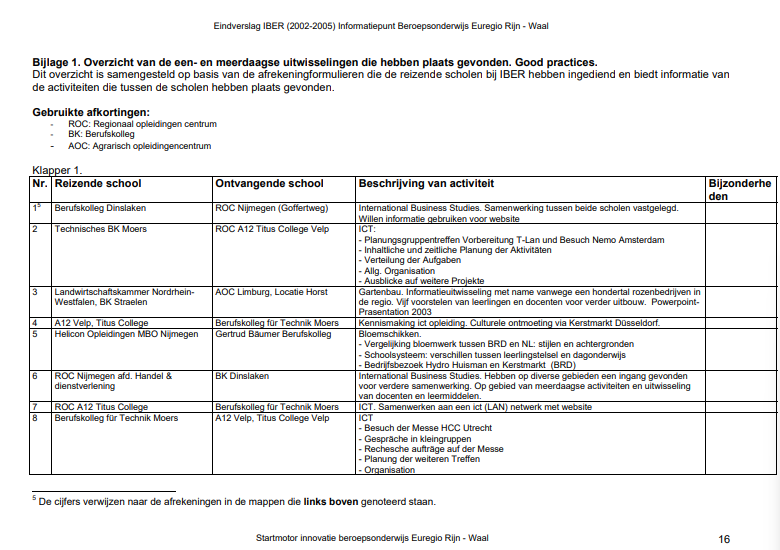 Eindverslag IBER (2002-2005) Informatiepunt Beroepsonderwijs Euregio Rijn - Waal
Bijlage 1. Overzicht van de een- en meerdaagse uitwisselingen die hebben plaats gevonden. Good practices.
Dit overzicht is samengesteld op basis van de afrekeningformulieren die de reizende scholen bij IBER hebben ingediend en biedt informatie van
de activiteiten die tussen de scholen hebben plaats gevonden.
Gebruikte afkortingen:
- ROC: Regionaal opleidingen centrum
- BK: Berufskolleg
- AOC: Agrarisch opleidingencentrum
Klapper 1.
Nr. Reizende school Ontvangende school Beschrijving van activiteit Bijzonderhe
den
1⁵ Berufskolleg Dinslaken ROC Nijmegen (Goffertweg) International Business Studies. Samenwerking tussen beide scholen vastgelegd.
Willen informatie gebruiken voor website
2 Technisches BK Moers ROC A12 Titus College Velp ICT:
- Planungsgruppentreffen Vorbereitung T-Lan und Besuch Nemo Amsterdam
- Inhaltliche und zeitliche Planung der Aktivitäten
- Verteilung der Aufgaben
- Allg. Organisation
- Ausblicke auf weitere Projekte
3 Landwirtschaftskammer Nordrhein- AOC Limburg, Locatie Horst Gartenbau. Informatieuitwisseling met name vanwege een hondertal rozenbedrijven in
Westfalen, BK Straelen de regio. Vijf voorstelen van leerlingen en docenten voor verder uitbouw. Powerpoint-
Prasentation 2003
4 A12 Velp, Titus College Berufskolleg für Technik Moers Kennismaking ict opleiding. Culturele ontmoeting via Kerstmarkt Düsseldorf.
5 Helicon Opleidingen MBO Nijmegen Gertrud Bäumer Berufskolleg Bloemschikken.
- Vergelijking bloemwerk tussen BRD en NL: stijlen en achtergronden
- Schoolsystem: verschillen tussen leerlingstelsel en dagonderwijs
- Bedrijfsbezoek Hydro Huisman en Kerstmarkt (BRD)
6 ROC Nijmegen afd. Handel & BK Dinslaken International Business Studies. Hebben op diverse gebieden een ingang gevonden
dienstverlening voor verdere samenwerking. Op gebied van meerdaagse activiteiten en uitwisseling
van docenten en leermiddelen.
7 ROC A12 Titus College Berufskolleg für Technik Moers ICT. Samenwerken aan een ict (LAN) netwerk met website
8 Berufskolleg für Technik Moers A12 Velp, Titus College Velp ICT
- Besuch der Messe HCC Utrecht
- Gespräche in kleingruppen
- Rechesche aufträge auf der Messe
- Planung der weiteren Treffen
- Organisation
⁵ De cijfers verwijzen naar de afrekeningen in de mappen die links boven genoteerd staan.
Startmotor innovatie beroepsonderwijs Euregio Rijn - Waal 16